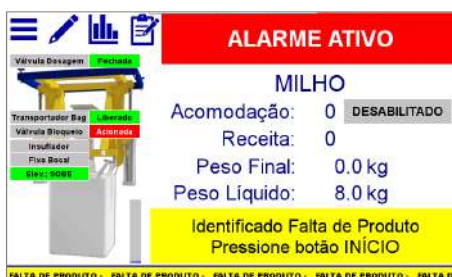 ALARME ATIVO
Válvula Dosagem Fechada
MILHO
Acomodação: 0 DESABILITADO
Receita: 0
Peso Final: 0.0 kg
Peso Líquido: 8.0 kg
Transportador Bag Liberado
Válvula Bloqueio Acionada
Insuflador
Fixa Bocal
Elev.: SOBE
Identificado Falta de Produto
Pressione botão INÍCIO
FALTA DE PRODUTO - FALTA DE PRODUTO - FALTA DE PRODUTO - FALTA DE PRODUTO - FALTA D